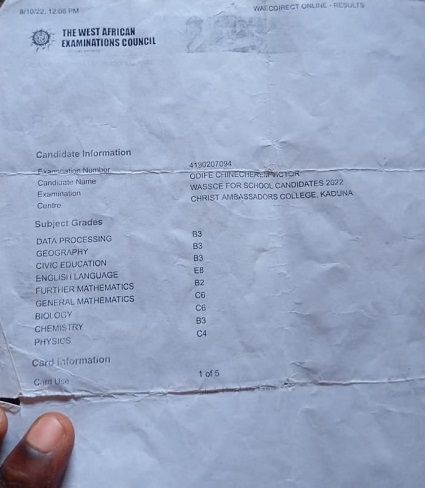 8/10/22, 12:06 PM
WAECDIRECT ONLINE - RESULTS
THE WEST AFRICAN
EXAMINATIONS COUNCIL
Candidate Information
Examination Number 4190207094
Candidate Name ODIFE CHINECHEREM VICTOR
Examination WASSCE FOR SCHOOL CANDIDATES 2022
Centre CHRIST AMBASSADORS COLLEGE, KADUNA
Subject Grades
DATA PROCESSING B3
GEOGRAPHY B3
CIVIC EDUCATION B3
ENGLISH LANGUAGE E8
FURTHER MATHEMATICS B2
GENERAL MATHEMATICS C6
BIOLOGY C6
CHEMISTRY B3
PHYSICS C4
Card Information
Card Use 1 of 5